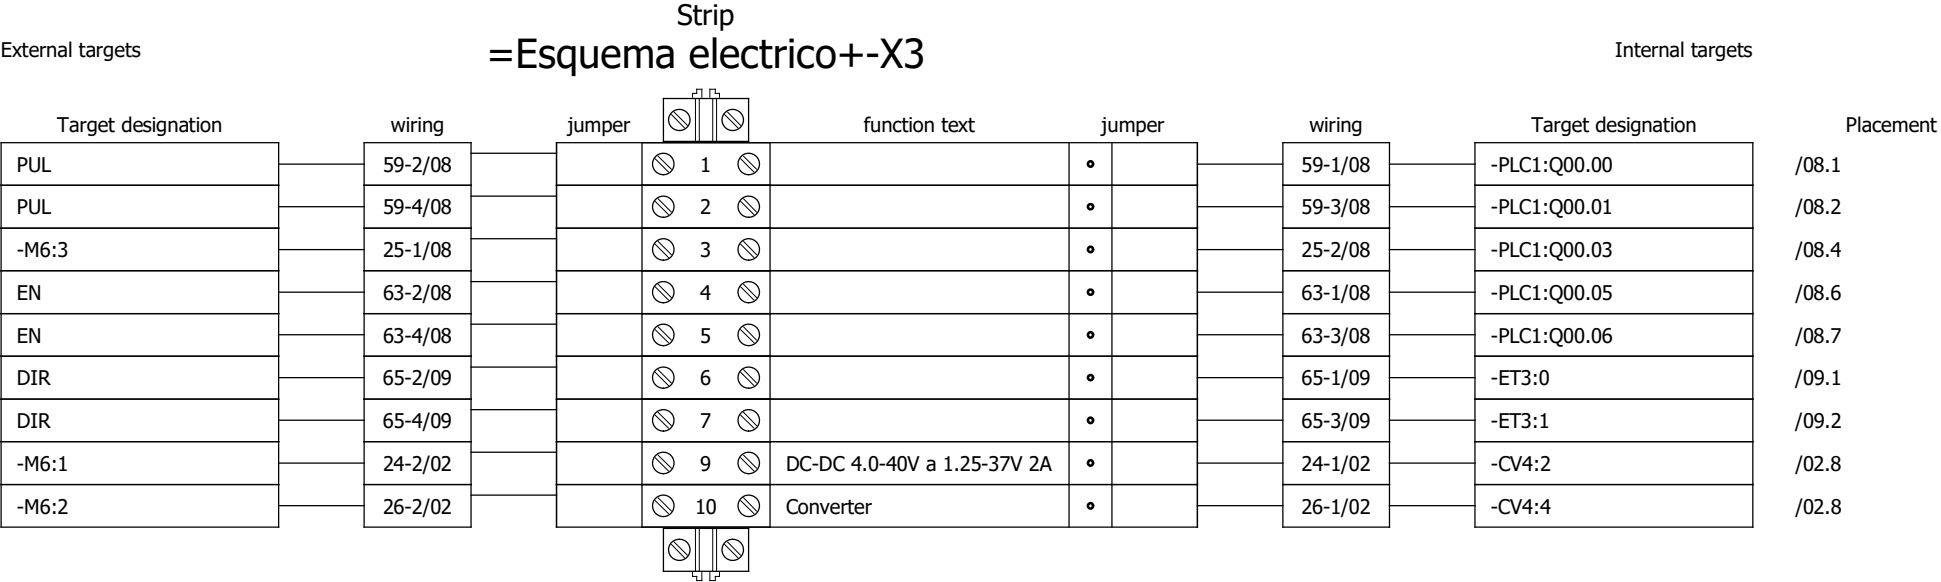 Strip
External targets =Esquema electrico+-X3 Internal targets
Target designation wiring jumper function text jumper wiring Target designation Placement
PUL 59-2/08 1 59-1/08 -PLC1:Q00.00 /08.1
PUL 59-4/08 2 59-3/08 -PLC1:Q00.01 /08.2
-M6:3 25-1/08 3 25-2/08 -PLC1:Q00.03 /08.4
EN 63-2/08 4 63-1/08 -PLC1:Q00.05 /08.6
EN 63-4/08 5 63-3/08 -PLC1:Q00.06 /08.7
DIR 65-2/09 6 65-1/09 -ET3:0 /09.1
DIR 65-4/09 7 65-3/09 -ET3:1 /09.2
-M6:1 24-2/02 9 DC-DC 4.0-40V a 1.25-37V 2A 24-1/02 -CV4:2 /02.8
-M6:2 26-2/02 10 Converter 26-1/02 -CV4:4 /02.8